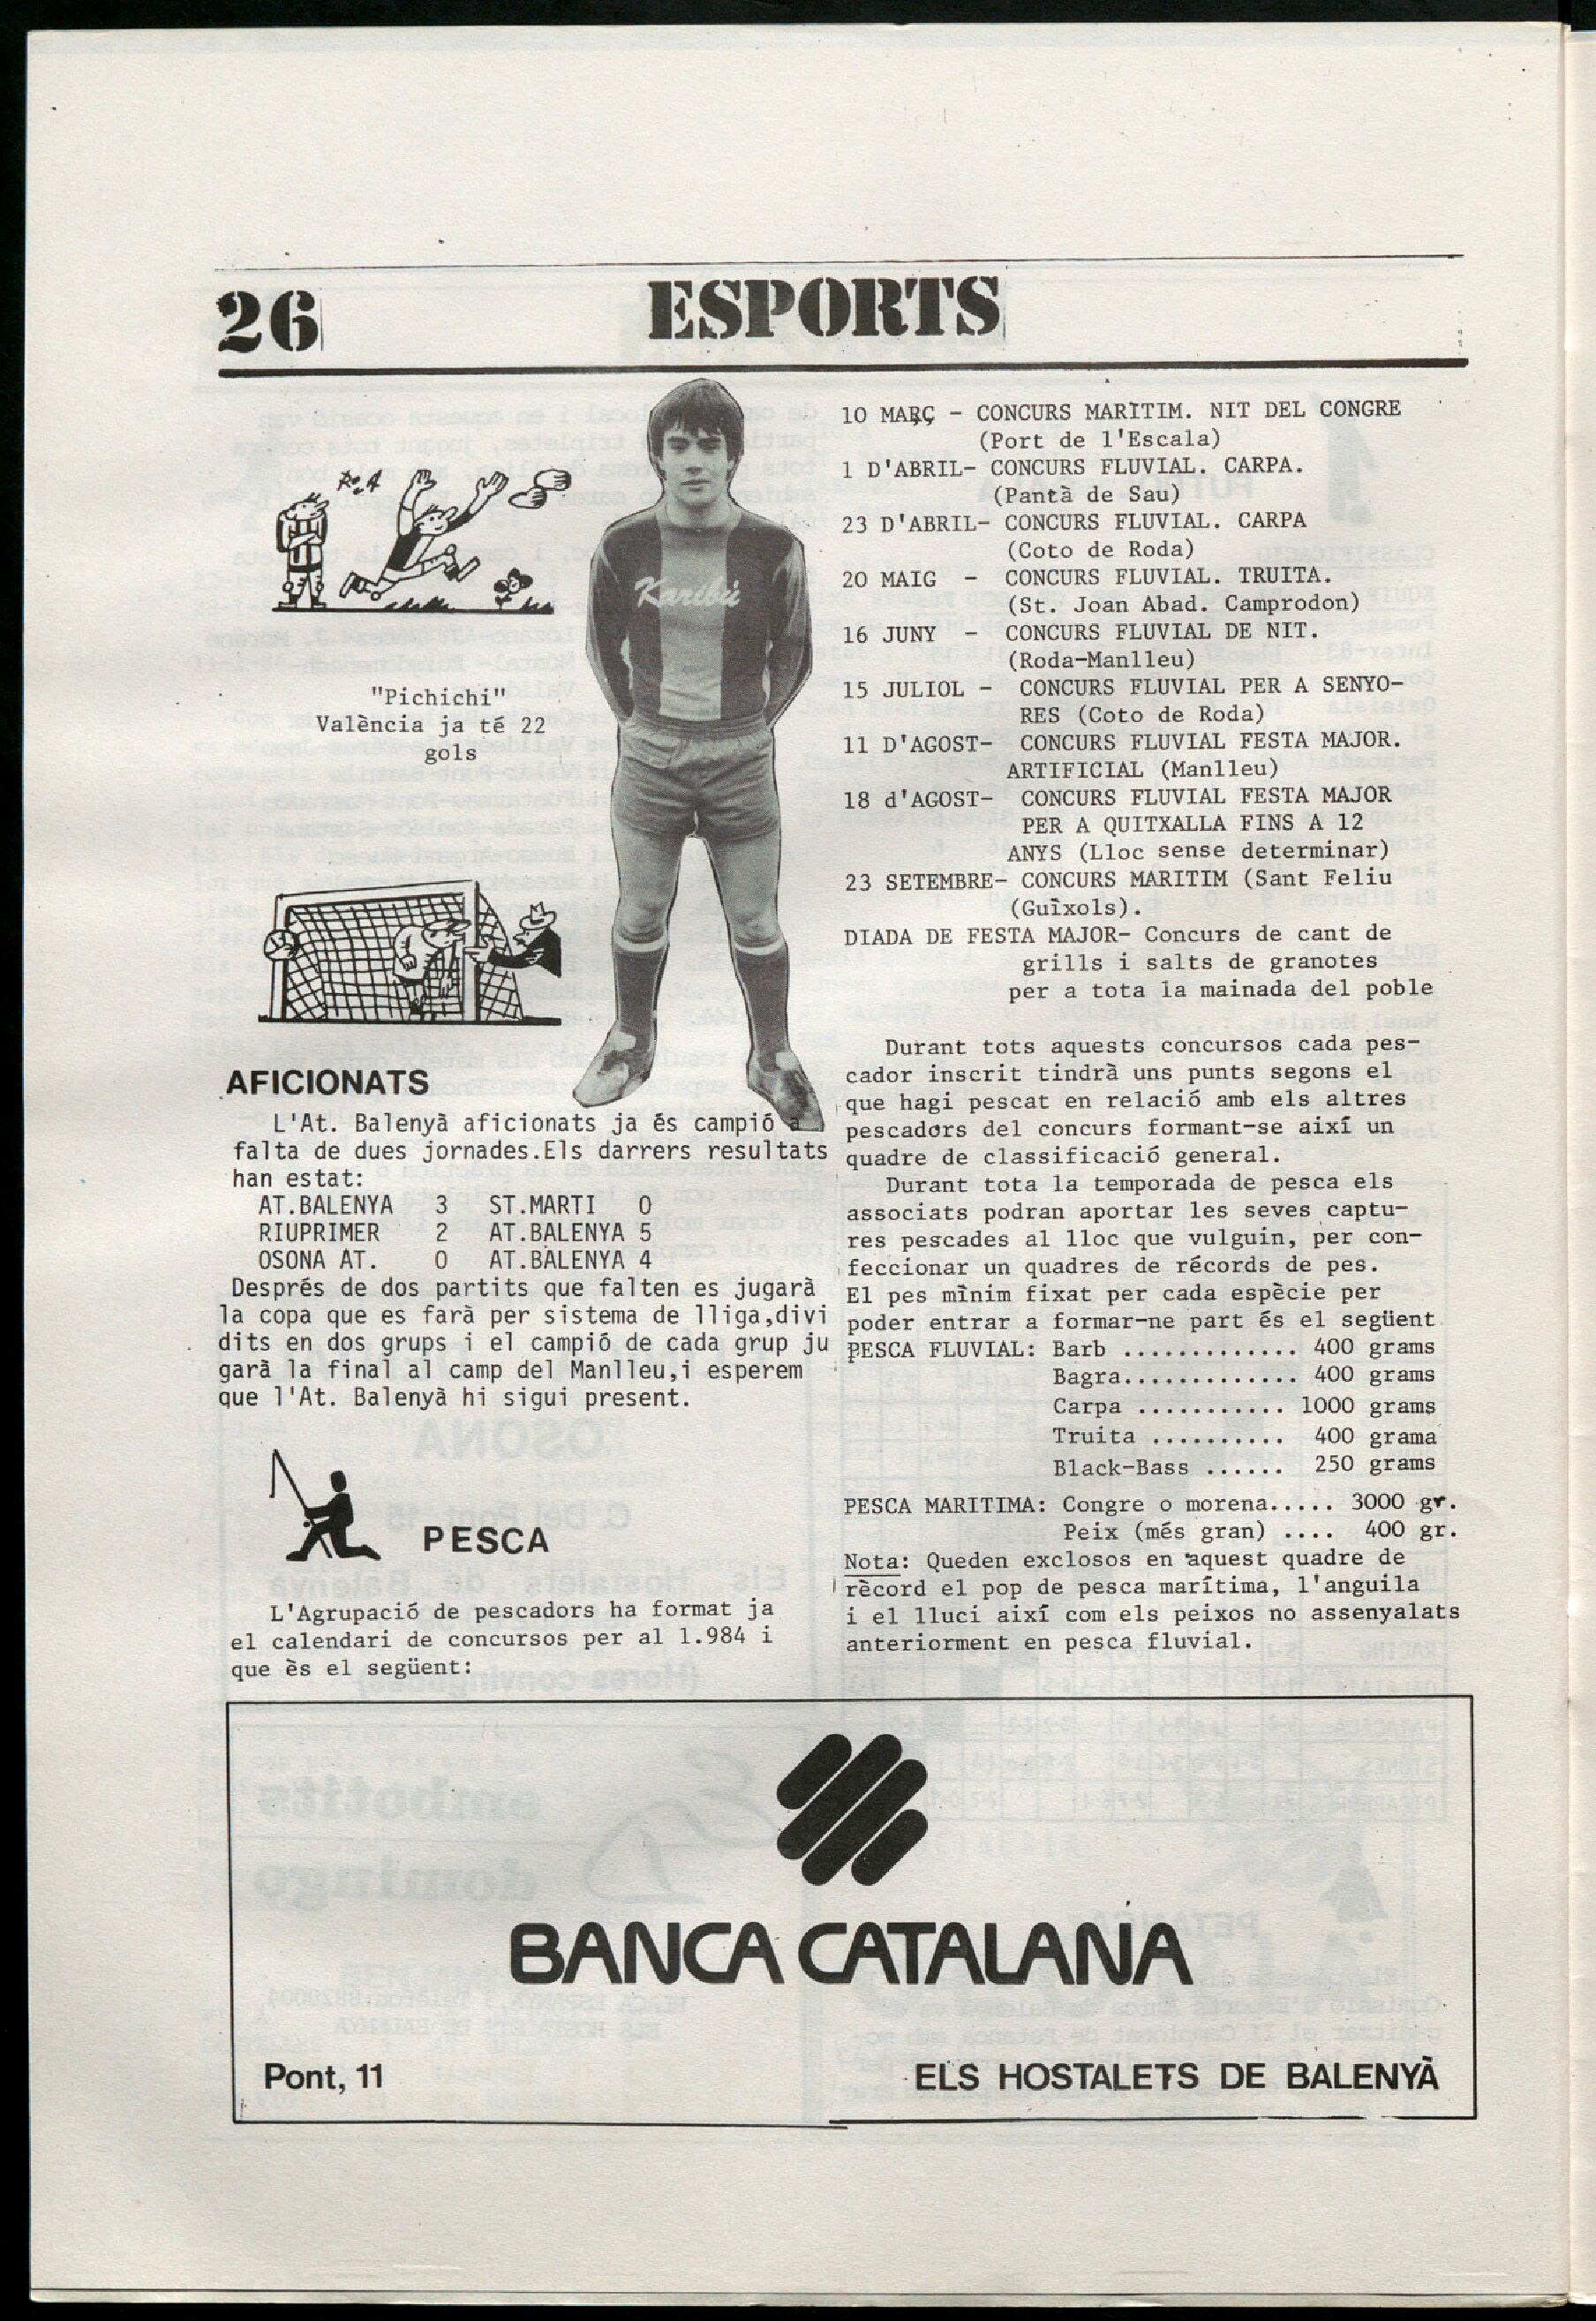 26
ESPORTS
"Pichichi"
València ja té 22
gols
Karibú
AFICIONATS
L'At. Balenyà aficionats ja és campió a
falta de dues jornades.Els darrers resultats
han estat:
AT.BALENYA 3 ST.MARTI 0
RIUPRIMER 2 AT.BALENYA 5
OSONA AT. 0 AT.BALENYA 4
Després de dos partits que falten es jugarà
la copa que es farà per sistema de lliga,divi
dits en dos grups i el campió de cada grup ju
garà la final al camp del Manlleu,i esperem
que l'At. Balenyà hi sigui present.
PESCA
L'Agrupació de pescadors ha format ja
el calendari de concursos per al 1.984 i
que ès el següent:
10 MARÇ - CONCURS MARITIM. NIT DEL CONGRE
(Port de l'Escala)
1 D'ABRIL- CONCURS FLUVIAL. CARPA.
(Pantà de Sau)
23 D'ABRIL- CONCURS FLUVIAL. CARPA
(Coto de Roda)
20 MAIG - CONCURS FLUVIAL. TRUITA.
(St. Joan Abad. Camprodon)
16 JUNY - CONCURS FLUVIAL DE NIT.
(Roda-Manlleu)
15 JULIOL - CONCURS FLUVIAL PER A SENYO-
RES (Coto de Roda)
11 D'AGOST- CONCURS FLUVIAL FESTA MAJOR.
ARTIFICIAL (Manlleu)
18 d'AGOST- CONCURS FLUVIAL FESTA MAJOR
PER A QUITXALLA FINS A 12
ANYS (Lloc sense determinar)
23 SETEMBRE- CONCURS MARITIM (Sant Feliu
(Guíxols).
DIADA DE FESTA MAJOR- Concurs de cant de
grills i salts de granotes
per a tota la mainada del poble
Durant tots aquests concursos cada pes-
cador inscrit tindrà uns punts segons el
que hagi pescat en relació amb els altres
pescadors del concurs formant-se així un
quadre de classificació general.
Durant tota la temporada de pesca els
associats podran aportar les seves captu-
res pescades al lloc que vulguin, per con-
feccionar un quadres de récords de pes.
El pes mínim fixat per cada espècie per
poder entrar a formar-ne part és el següent
PESCA FLUVIAL: Barb ............. 400 grams
Bagra............. 400 grams
Carpa ........... 1000 grams
Truita .......... 400 grama
Black-Bass ...... 250 grams
PESCA MARITIMA: Congre o morena..... 3000 gr.
Peix (més gran) .... 400 gr.
Nota: Queden exclosos en aquest quadre de
rècord el pop de pesca marítima, l'anguila
i el lluci així com els peixos no assenyalats
anteriorment en pesca fluvial.
BANCA CATALANA
Pont, 11
ELS HOSTALETS DE BALENYÀ